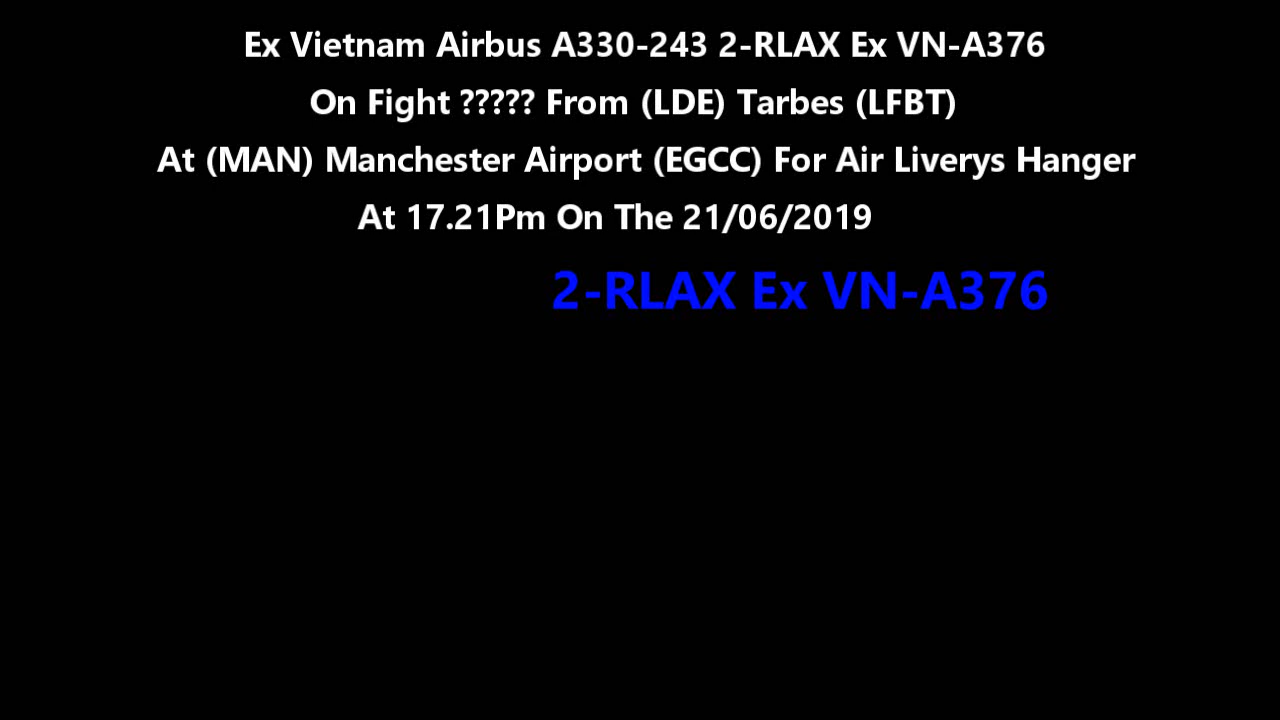 Ex Vietnam Airbus A330-243 2-RLAX Ex VN-A376
On Fight ????? From (LDE) Tarbes (LFBT)
At (MAN) Manchester Airport (EGCC) For Air Liverys Hanger
At 17.21Pm On The 21/06/2019
2-RLAX Ex VN-A376